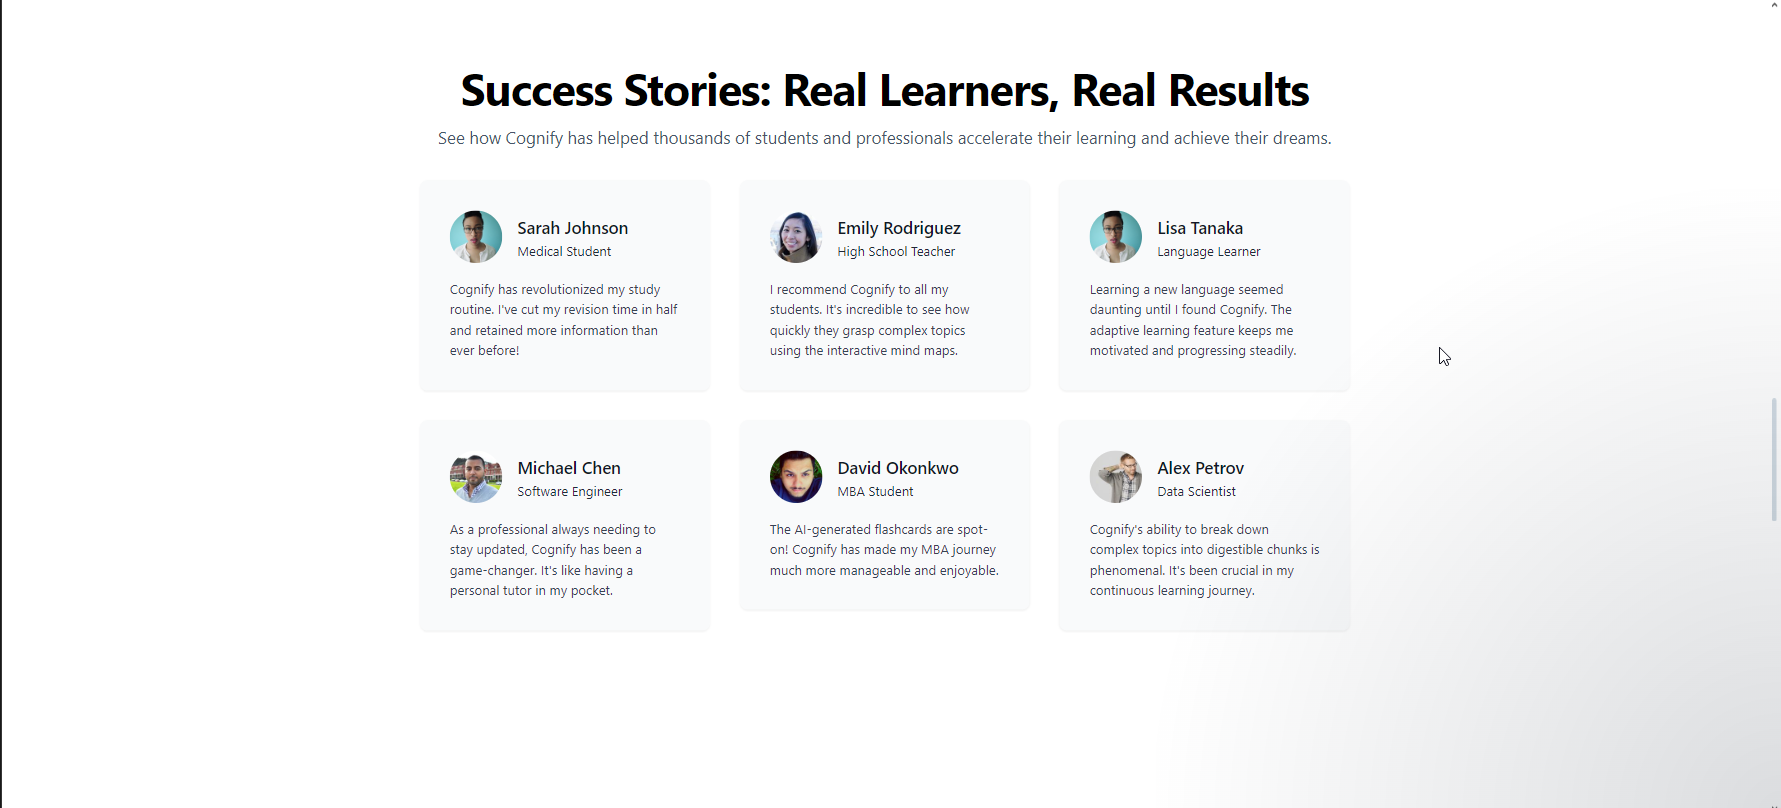 Success Stories: Real Learners, Real Results
See how Cognify has helped thousands of students and professionals accelerate their learning and achieve their dreams.
Sarah Johnson
Medical Student
Cognify has revolutionized my study
routine. I've cut my revision time in half
and retained more information than
ever before!
Emily Rodriguez
High School Teacher
I recommend Cognify to all my
students. It's incredible to see how
quickly they grasp complex topics
using the interactive mind maps.
Lisa Tanaka
Language Learner
Learning a new language seemed
daunting until I found Cognify. The
adaptive learning feature keeps me
motivated and progressing steadily.
Michael Chen
Software Engineer
As a professional always needing to
stay updated, Cognify has been a
game-changer. It's like having a
personal tutor in my pocket.
David Okonkwo
MBA Student
The AI-generated flashcards are spot-
on! Cognify has made my MBA journey
much more manageable and enjoyable.
Alex Petrov
Data Scientist
Cognify's ability to break down
complex topics into digestible chunks is
phenomenal. It's been crucial in my
continuous learning journey.